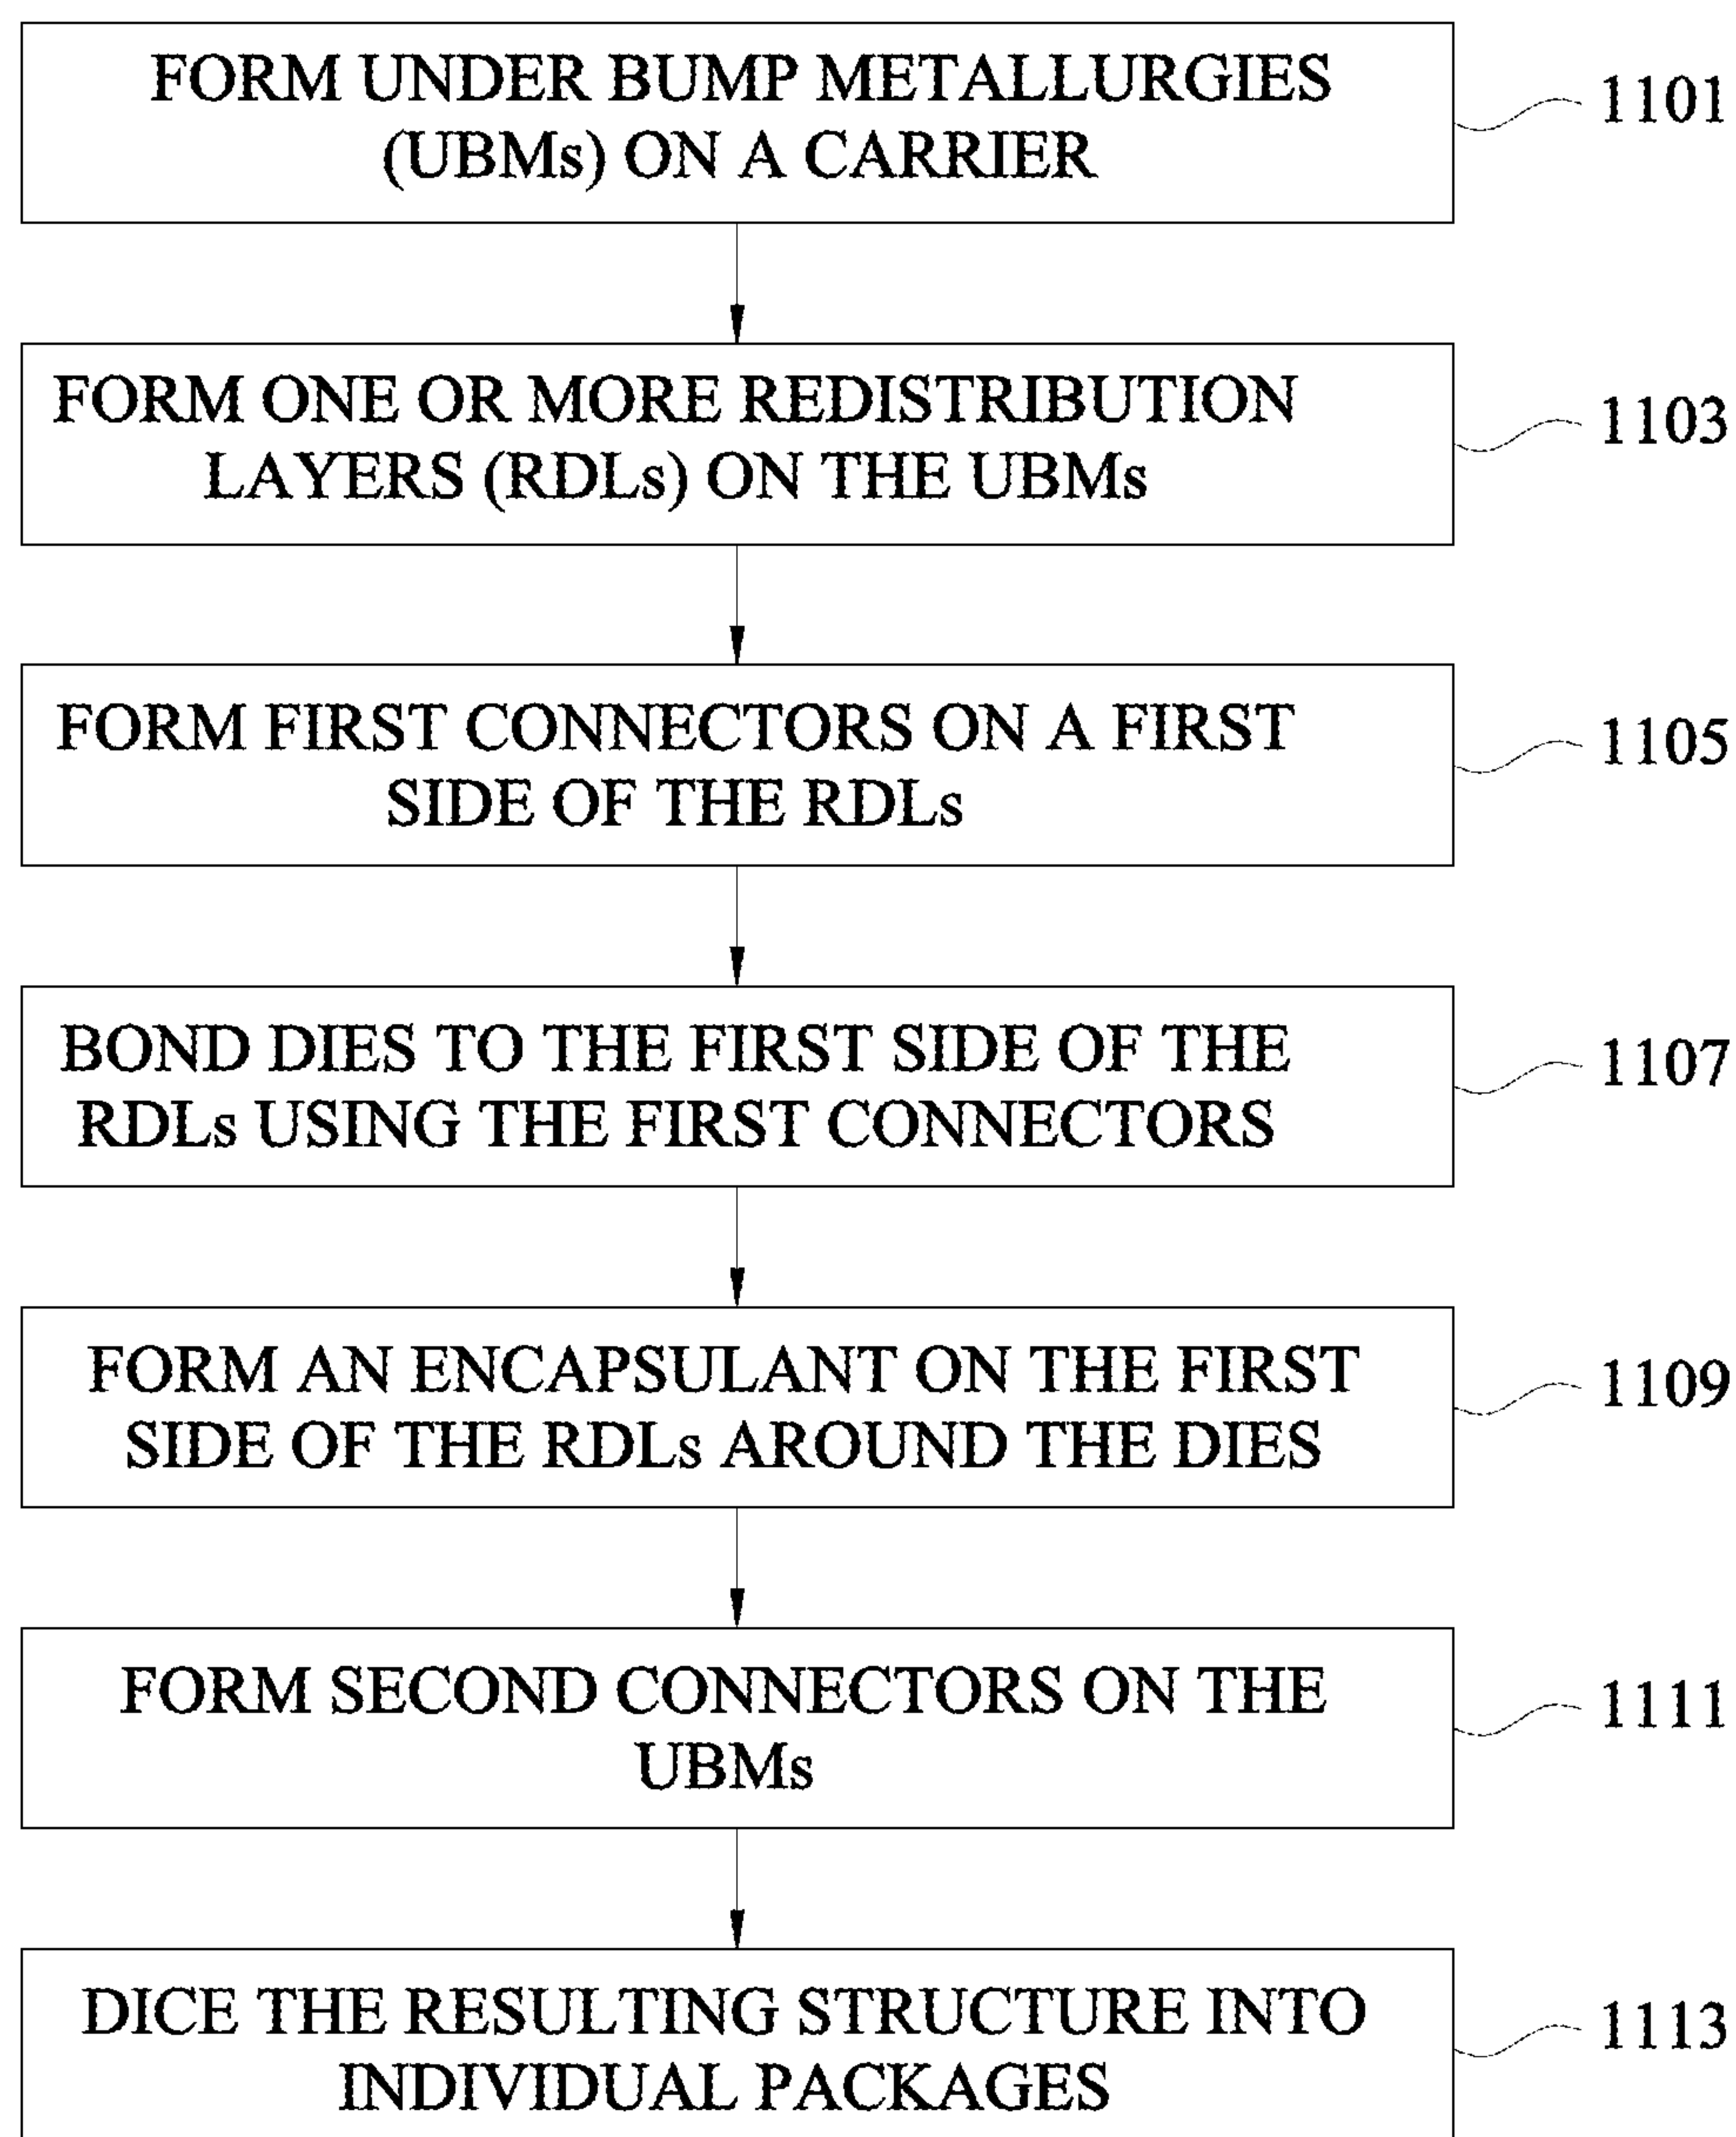 FORM UNDER BUMP METALLURGIES
(UBMs) ON A CARRIER
1101
FORM ONE OR MORE REDISTRIBUTION
LAYERS (RDLs) ON THE UBMs
1103
FORM FIRST CONNECTORS ON A FIRST
SIDE OF THE RDLs
1105
BOND DIES TO THE FIRST SIDE OF THE
RDLs USING THE FIRST CONNECTORS
1107
FORM AN ENCAPSULANT ON THE FIRST
SIDE OF THE RDLs AROUND THE DIES
1109
FORM SECOND CONNECTORS ON THE
UBMs
1111
DICE THE RESULTING STRUCTURE INTO
INDIVIDUAL PACKAGES
1113